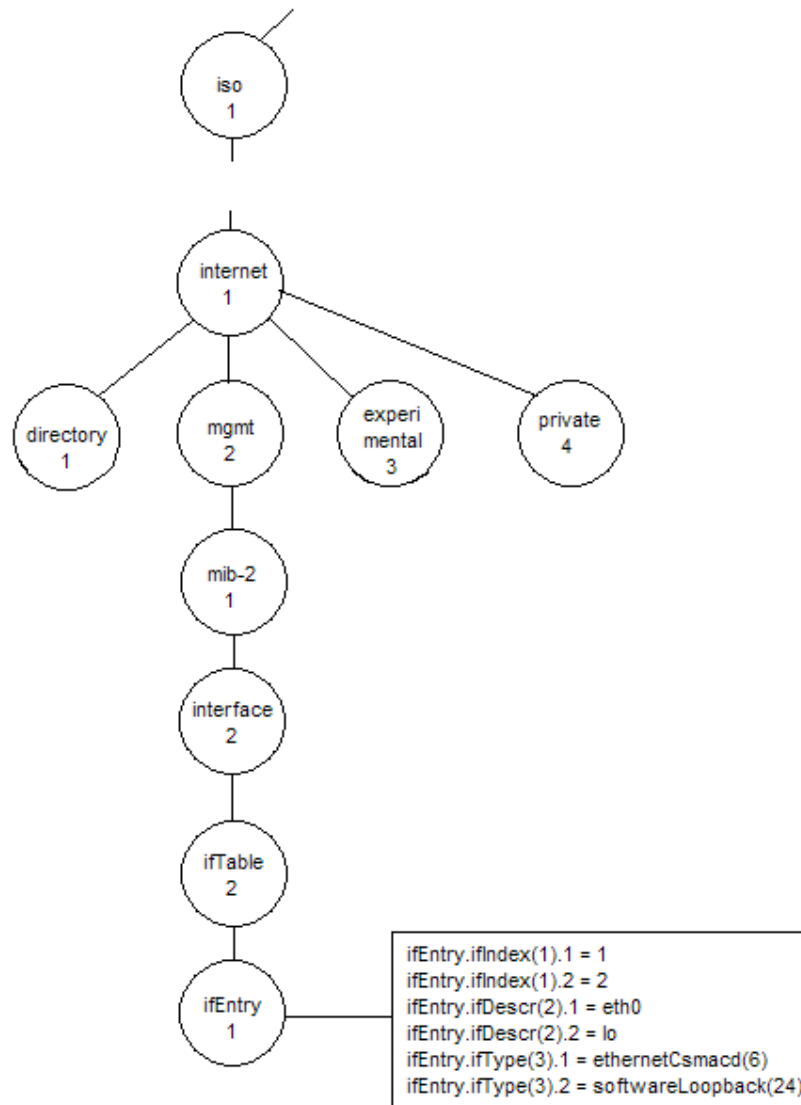 iso
1
internet
1
directory
1
mgmt
2
experi
mental
3
private
4
mib-2
1
interface
2
ifTable
2
ifEntry
1
ifEntry.ifIndex(1).1 = 1
ifEntry.ifIndex(1).2 = 2
ifEntry.ifDescr(2).1 = eth0
ifEntry.ifDescr(2).2 = lo
ifEntry.ifType(3).1 = ethernetCsmacd(6)
ifEntry.ifType(3).2 = softwareLoopback(24)